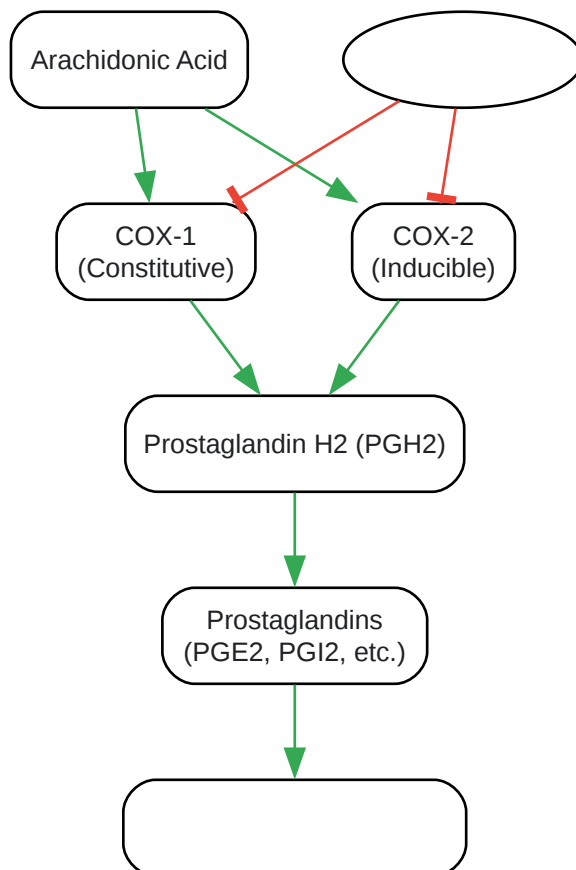 Arachidonic Acid
COX-1
(Constitutive)
COX-2
(Inducible)
Prostaglandin H2 (PGH2)
Prostaglandins
(PGE2, PGI2, etc.)